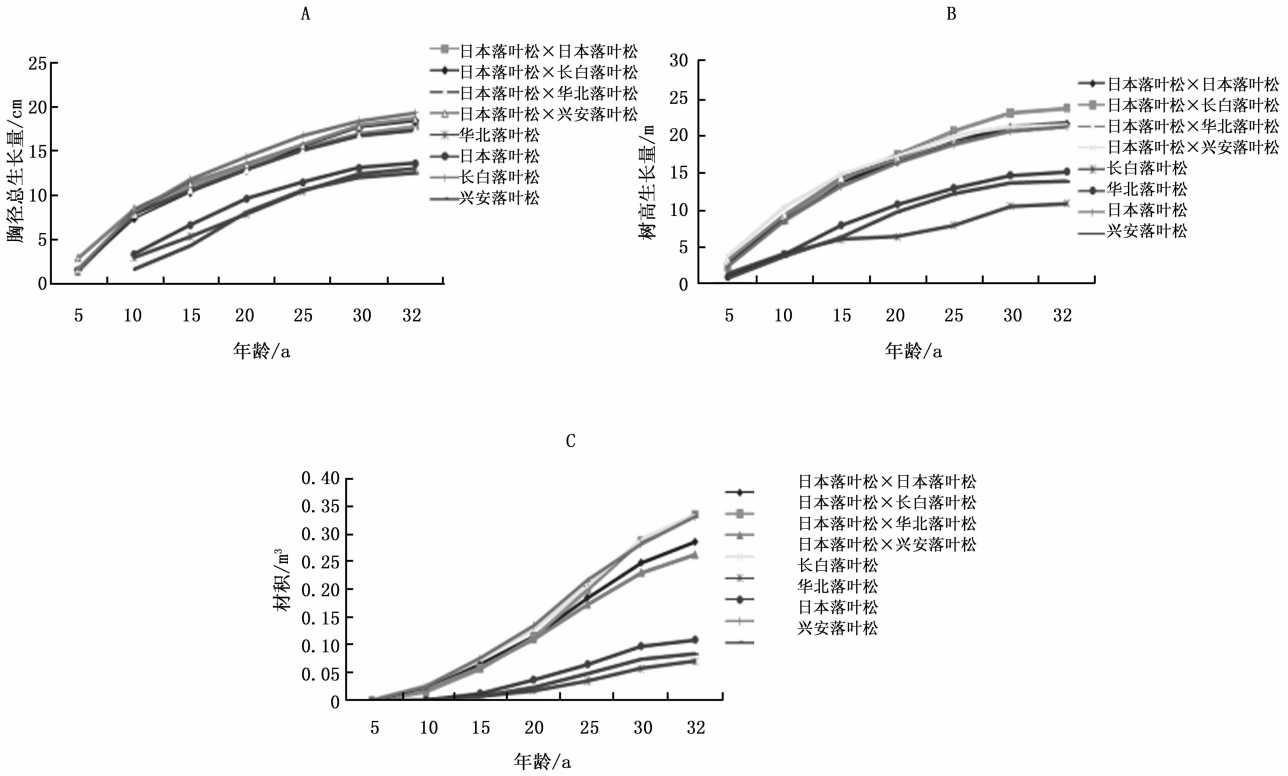 A
胸径总生长量/cm
25
20
15
10
5
0
5 10 15 20 25 30 32
年龄/a
日本落叶松×日本落叶松
日本落叶松×长白落叶松
日本落叶松×华北落叶松
日本落叶松×兴安落叶松
华北落叶松
日本落叶松
长白落叶松
兴安落叶松
B
树高生长量/m
30
25
20
15
10
5
0
5 10 15 20 25 30 32
年龄/a
日本落叶松×日本落叶松
日本落叶松×长白落叶松
日本落叶松×华北落叶松
日本落叶松×兴安落叶松
长白落叶松
华北落叶松
日本落叶松
兴安落叶松
C
材积/m³
0.40
0.35
0.30
0.25
0.20
0.15
0.10
0.05
0
5 10 15 20 25 30 32
年龄/a
日本落叶松×日本落叶松
日本落叶松×长白落叶松
日本落叶松×华北落叶松
日本落叶松×兴安落叶松
长白落叶松
华北落叶松
日本落叶松
兴安落叶松